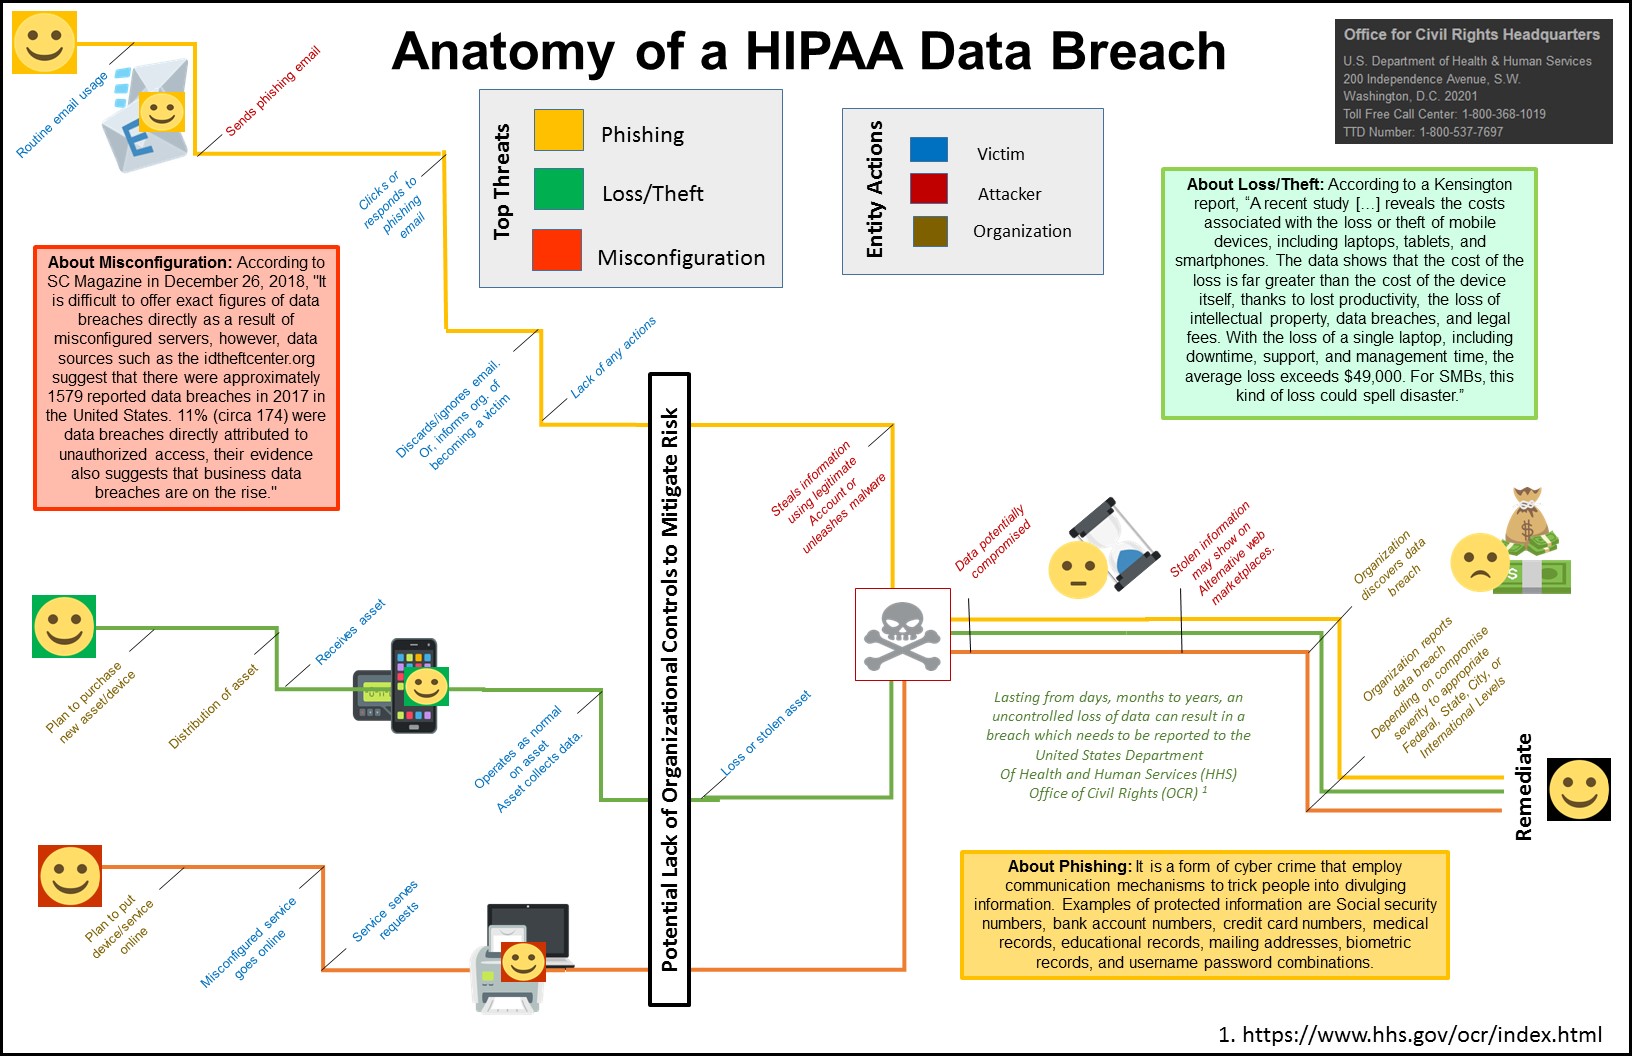 Anatomy of a HIPAA Data Breach
Office for Civil Rights Headquarters
U.S. Department of Health & Human Services
200 Independence Avenue, S.W.
Washington, D.C. 20201
Toll Free Call Center: 1-800-368-1019
TTD Number: 1-800-537-7697
Top Threats
Phishing
Loss/Theft
Misconfiguration
Entity Actions
Victim
Attacker
Organization
Routine email usage
E
Sends phishing email
Clicks or
responds to
phishing
email
Discards/ignores email.
Or, informs org. of
becoming a victim
Lack of any actions
About Misconfiguration: According to
SC Magazine in December 26, 2018, "It
is difficult to offer exact figures of data
breaches directly as a result of
misconfigured servers, however, data
sources such as the idtheftcenter.org
suggest that there were approximately
1579 reported data breaches in 2017 in
the United States. 11% (circa 174) were
data breaches directly attributed to
unauthorized access, their evidence
also suggests that business data
breaches are on the rise."
About Loss/Theft: According to a Kensington
report, “A recent study […] reveals the costs
associated with the loss or theft of mobile
devices, including laptops, tablets, and
smartphones. The data shows that the cost of the
loss is far greater than the cost of the device
itself, thanks to lost productivity, the loss of
intellectual property, data breaches, and legal
fees. With the loss of a single laptop, including
downtime, support, and management time, the
average loss exceeds $49,000. For SMBs, this
kind of loss could spell disaster.”
Potential Lack of Organizational Controls to Mitigate Risk
Steals information
using legitimate
Account or
unleashes malware
Data potentially
compromised
Stolen information
may show on
Alternative web
marketplaces.
Organization
discovers data
breach
$
$
Organization reports
data breach
Depending on compromise
severity to appropriate
Federal, State, City, or
International Levels
Plan to purchase
new asset/device
Distribution of asset
Receives asset
Operates as normal
on asset
Asset collects data.
Loss or stolen asset
Lasting from days, months to years, an
uncontrolled loss of data can result in a
breach which needs to be reported to the
United States Department
Of Health and Human Services (HHS)
Office of Civil Rights (OCR) 1
Remediate
Plan to put
device/service
online
Misconfigured service
goes online
Service serves
requests
About Phishing: It is a form of cyber crime that employ
communication mechanisms to trick people into divulging
information. Examples of protected information are Social security
numbers, bank account numbers, credit card numbers, medical
records, educational records, mailing addresses, biometric
records, and username password combinations.
1. https://www.hhs.gov/ocr/index.html